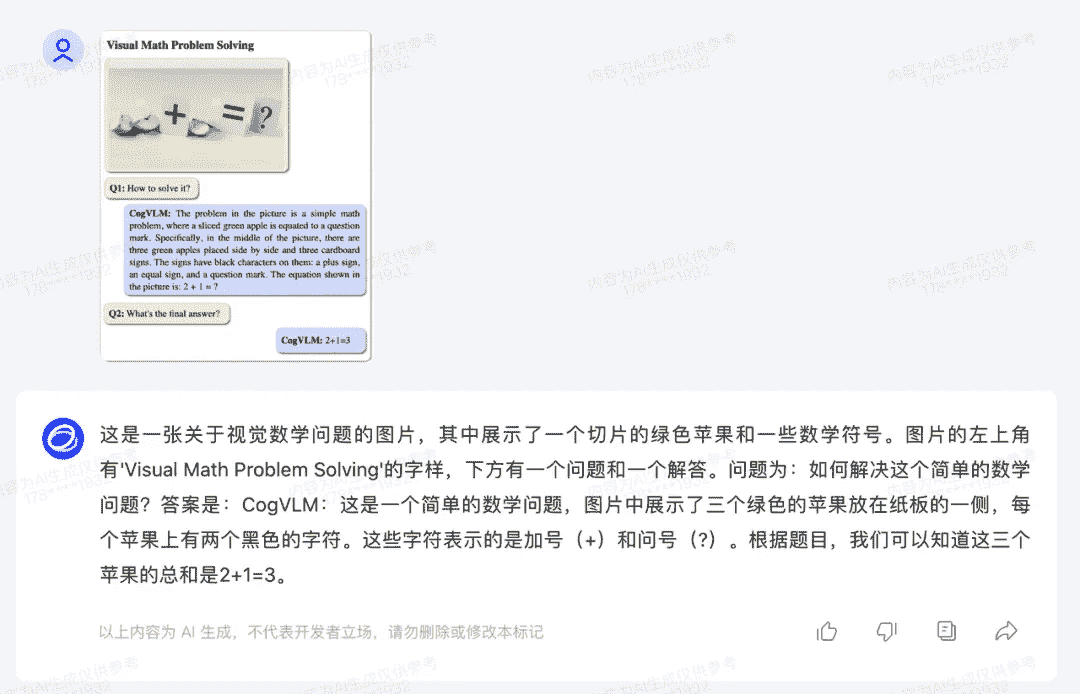 Visual Math Problem Solving
+ = ?
Q1: How to solve it?
CogVLM: The problem in the picture is a simple math
problem, where a sliced green apple is equated to a question
mark. Specifically, in the middle of the picture, there are
three green apples placed side by side and three cardboard
signs. The signs have black characters on them: a plus sign,
an equal sign, and a question mark. The equation shown in
the picture is: 2 + 1 = ?
Q2: What's the final answer?
CogVLM: 2+1=3
这是一张关于视觉数学问题的图片，其中展示了一个切片的绿色苹果和一些数学符号。图片的左上角
有'Visual Math Problem Solving'的字样，下方有一个问题和一个解答。问题为：如何解决这个简单的数学
问题？答案是：CogVLM：这是一个简单的数学问题，图片中展示了三个绿色的苹果放在纸板的一侧，每
个苹果上有两个黑色的字符。这些字符表示的是加号（+）和问号（?）。根据题目，我们可以知道这三个
苹果的总和是2+1=3。
以上内容为 AI 生成，不代表开发者立场，请勿删除或修改本标记